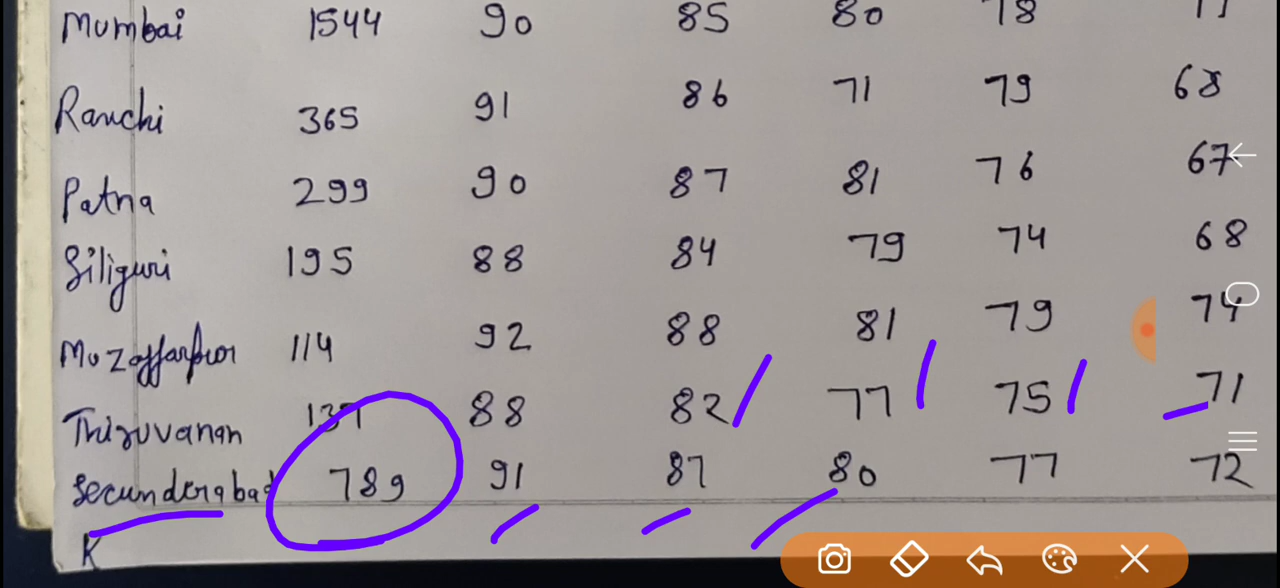 Mumbai 1544 90 85 80 78
Ranchi 365 91 86 71 79 68
Patna 299 90 87 81 76 67
Siliguri 195 88 84 79 74 68
Muzaffarpur 114 92 88 81 79 74
Thiruvanan 137 88 82 77 75 71
Secunderabad 789 91 87 80 77 72
K